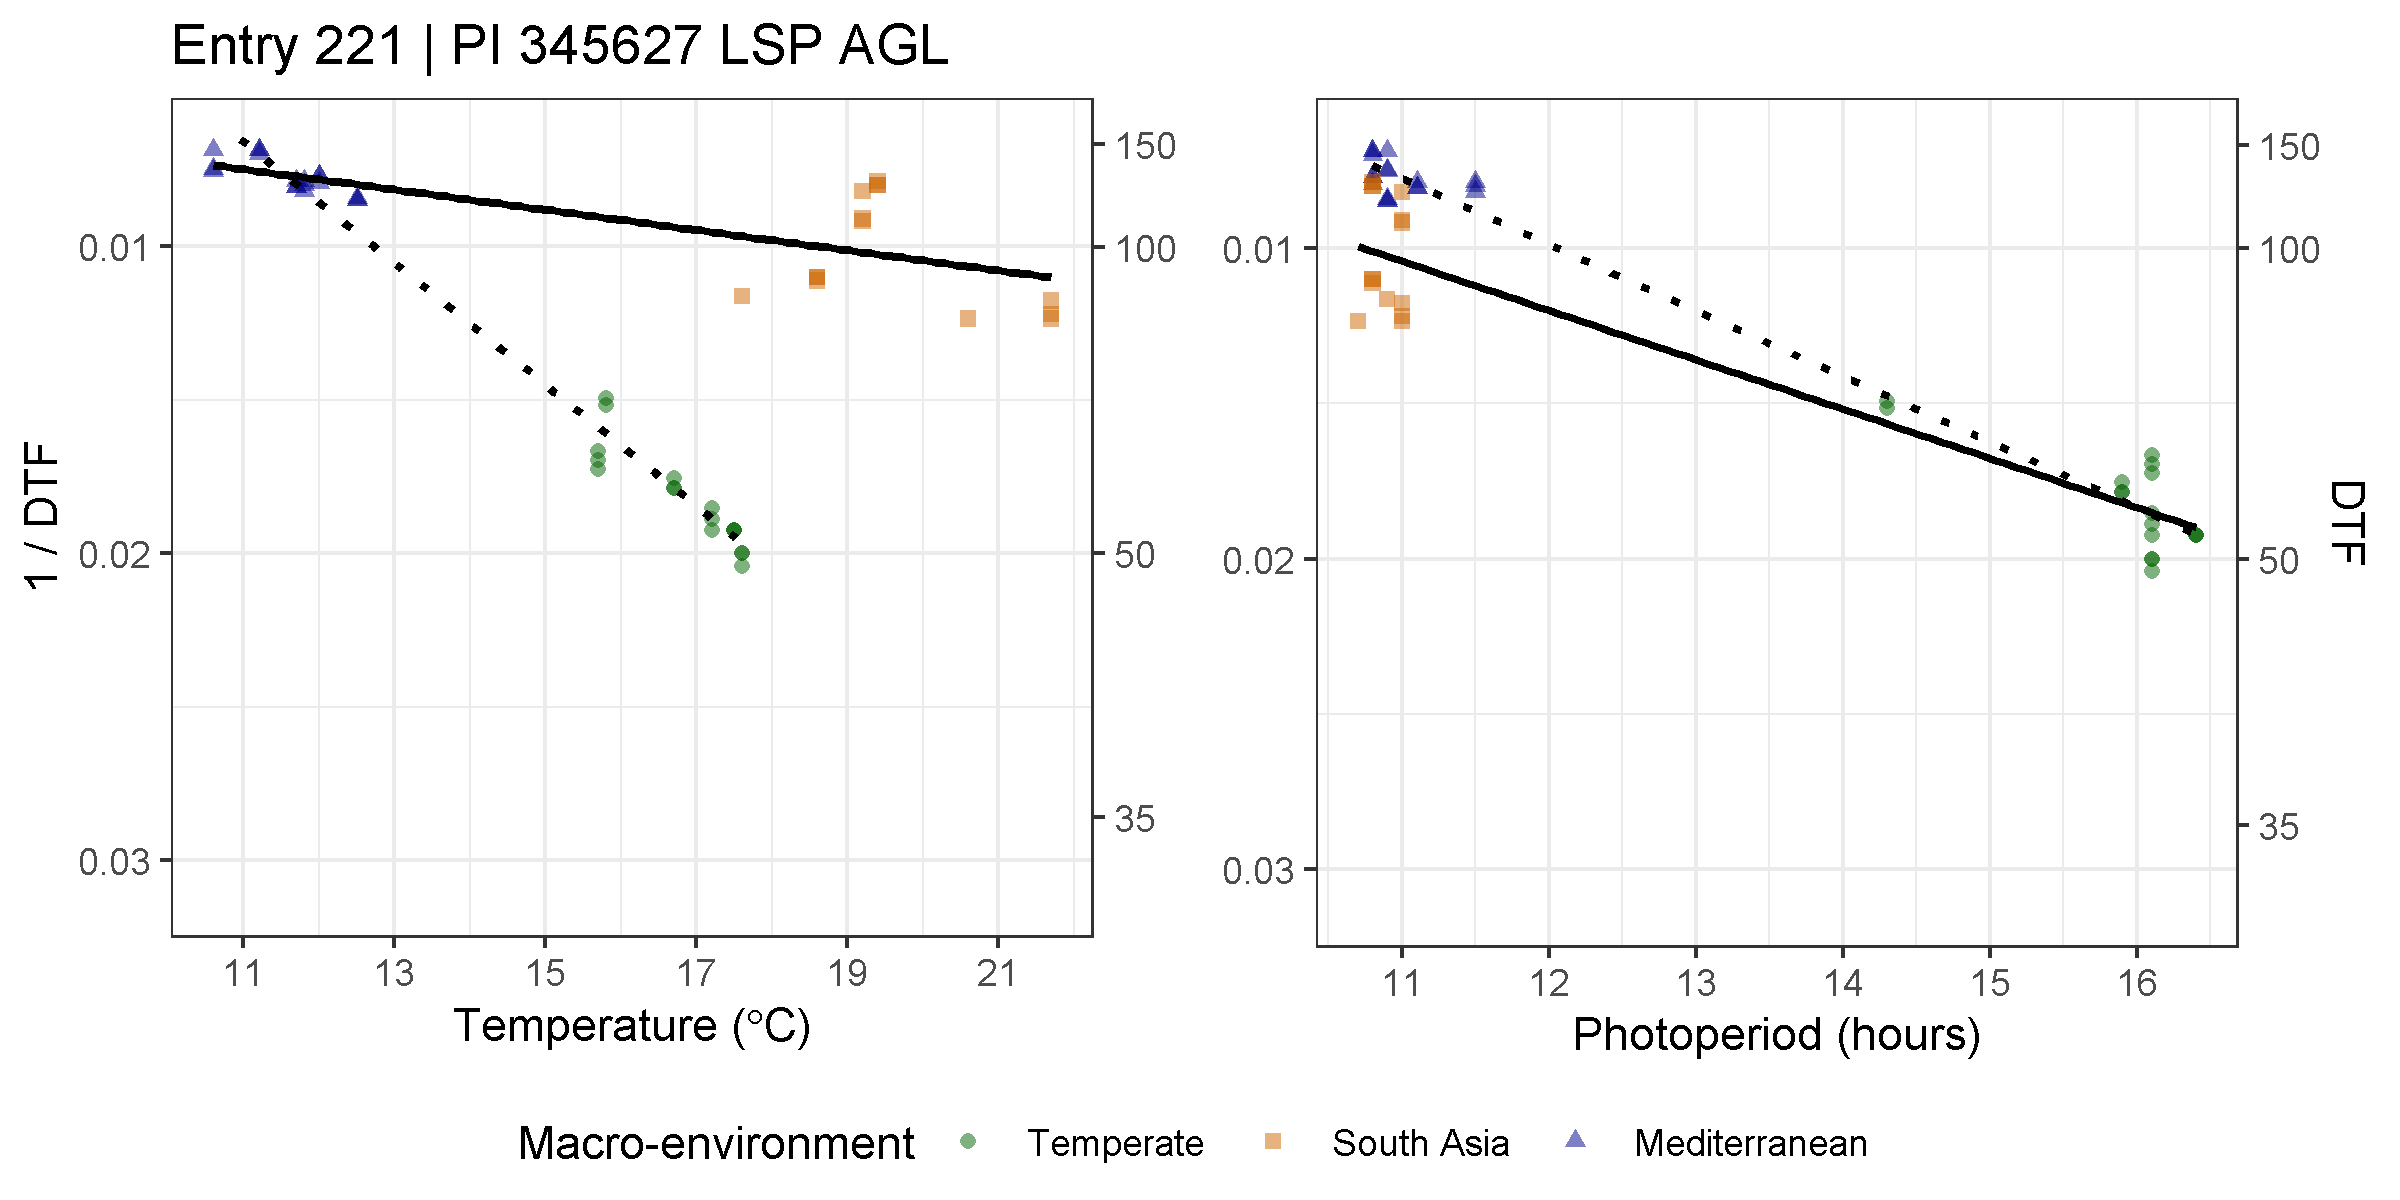 Entry 221 | PI 345627 LSP AGL
1 / DTF
0.01
0.02
0.03
150
100
50
35
11 13 15 17 19 21
Temperature (°C)
0.01
0.02
0.03
150
100
50
35
DTF
11 12 13 14 15 16
Photoperiod (hours)
Macro-environment Temperate South Asia Mediterranean